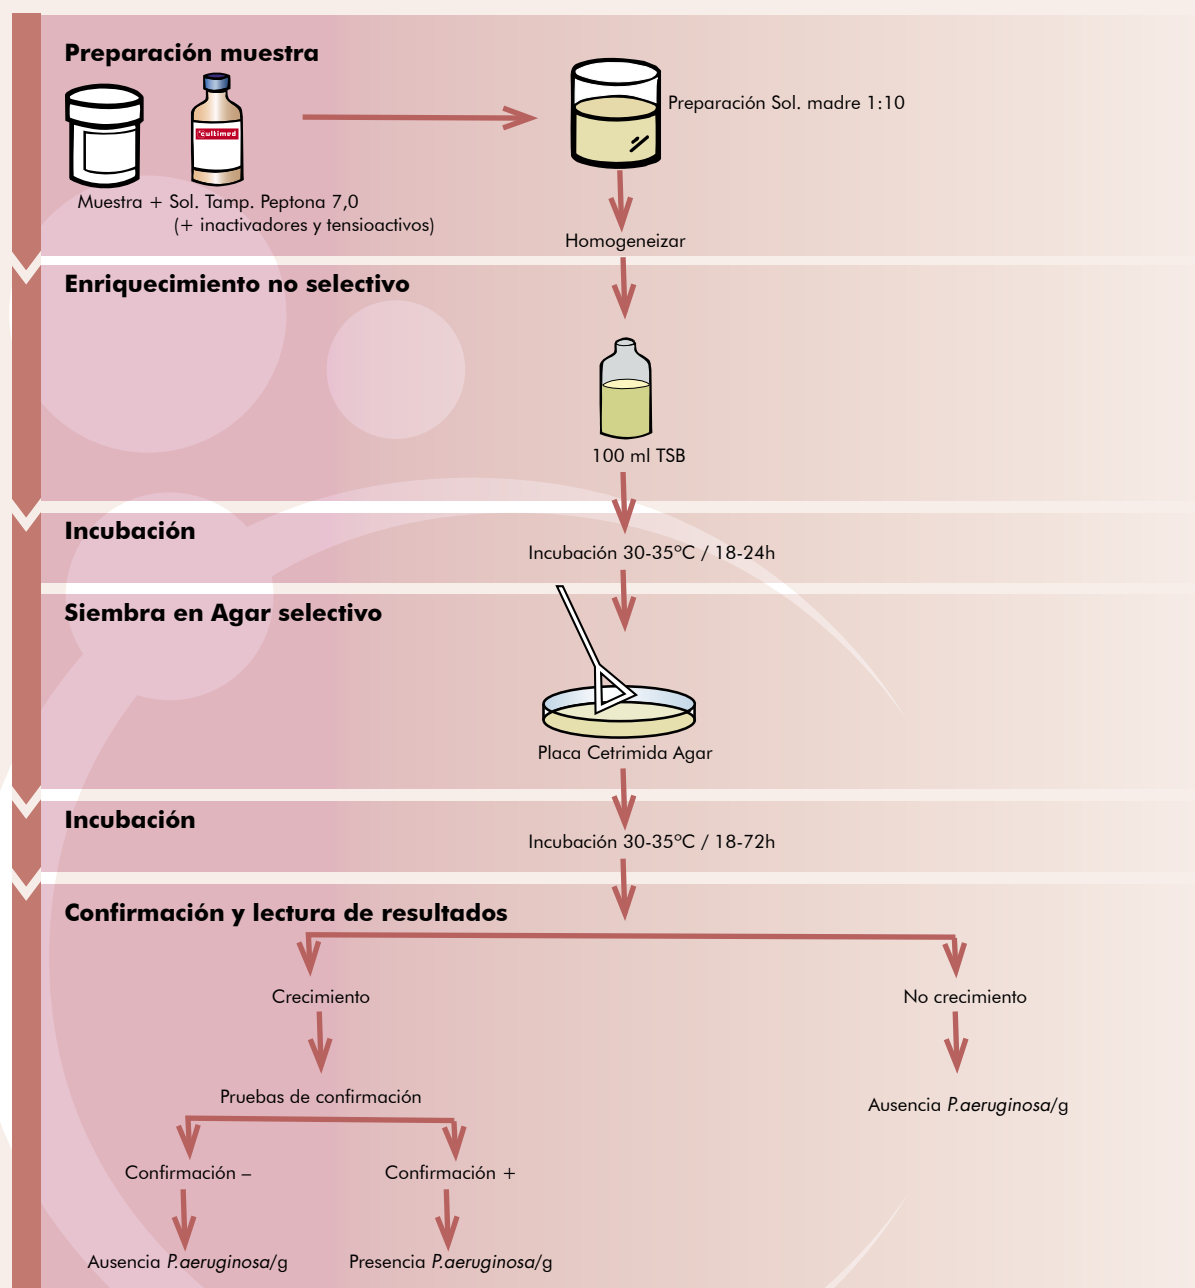 Preparación muestra
'cultimed
Preparación Sol. madre 1:10
Muestra + Sol. Tamp. Peptona 7,0
(+ inactivadores y tensioactivos)
Homogeneizar
Enriquecimiento no selectivo
100 ml TSB
Incubación
Incubación 30-35ºC / 18-24h
Siembra en Agar selectivo
Placa Cetrimida Agar
Incubación
Incubación 30-35ºC / 18-72h
Confirmación y lectura de resultados
Crecimiento
No crecimiento
Pruebas de confirmación
Ausencia P.aeruginosa/g
Confirmación –
Confirmación +
Ausencia P.aeruginosa/g
Presencia P.aeruginosa/g